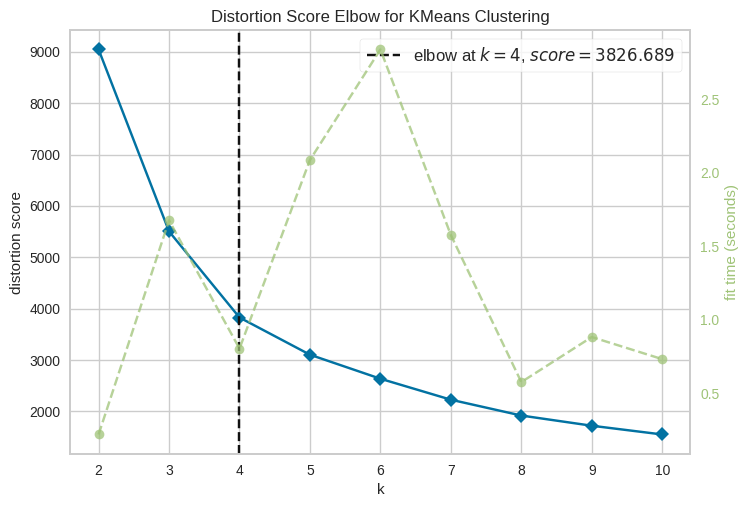 Distortion Score Elbow for KMeans Clustering
elbow at k = 4, score = 3826.689
distortion score
9000
8000
7000
6000
5000
4000
3000
2000
2.5
2.0
1.5
1.0
0.5
fit time (seconds)
2 3 4 5 6 7 8 9 10
k